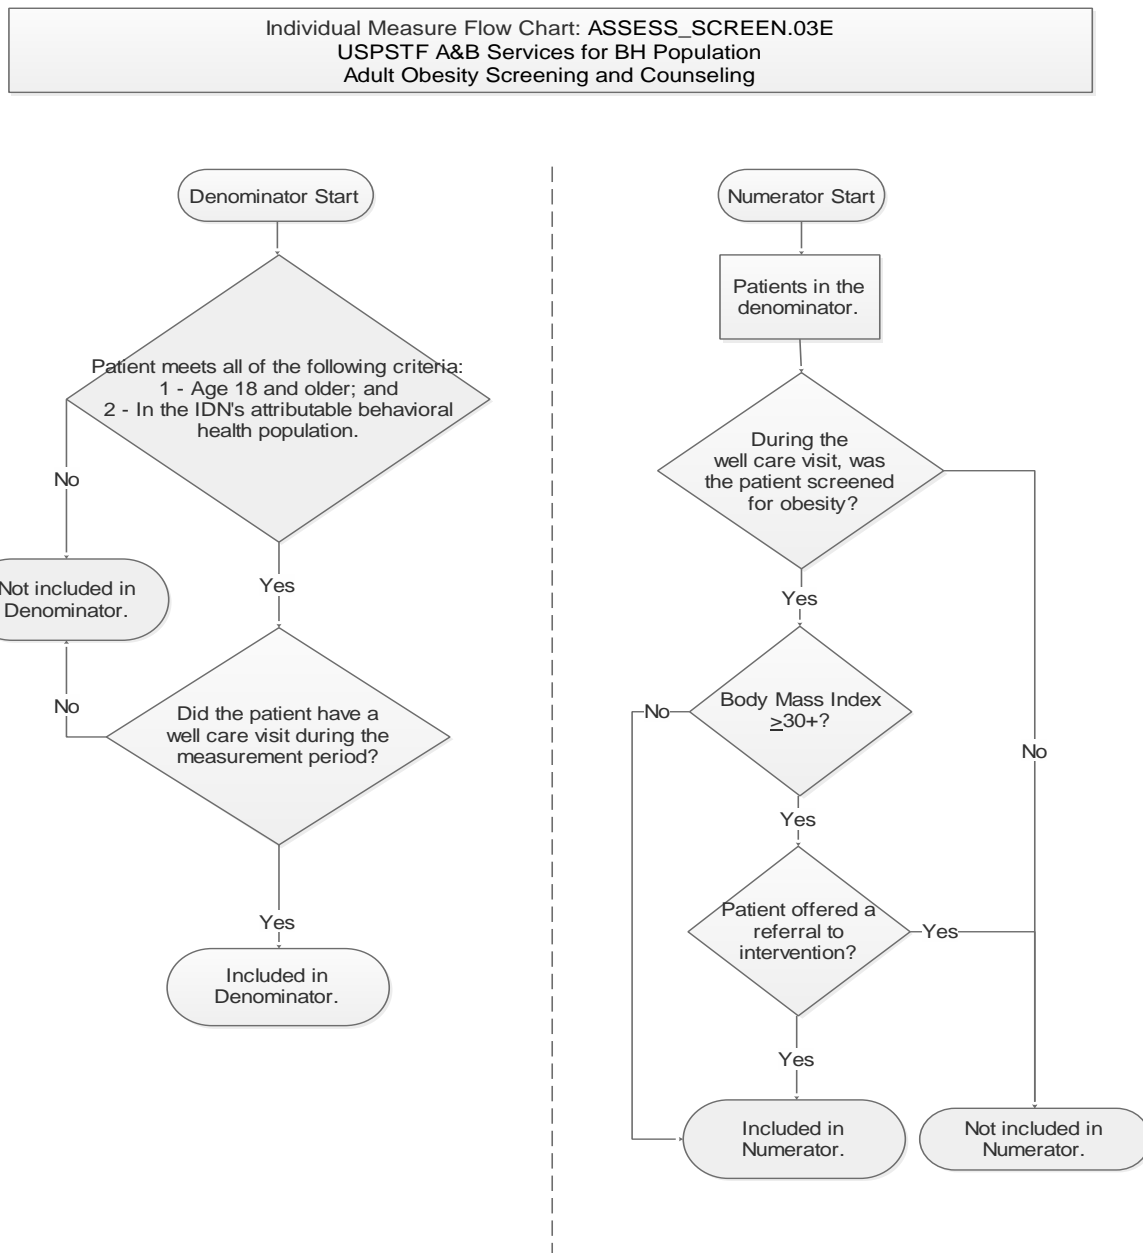 Individual Measure Flow Chart: ASSESS_SCREEN.03E
USPSTF A&B Services for BH Population
Adult Obesity Screening and Counseling
Denominator Start
Patient meets all of the following criteria:
1 - Age 18 and older; and
2 - In the IDN's attributable behavioral
health population.
No
Not included in
Denominator.
Yes
No
Did the patient have a
well care visit during the
measurement period?
Yes
Included in
Denominator.
Numerator Start
Patients in the
denominator.
During the
well care visit, was
the patient screened
for obesity?
Yes
No
Body Mass Index
≥30+?
No
Yes
Patient offered a
referral to
intervention?
Yes
Yes
Included in
Numerator.
Not included in
Numerator.